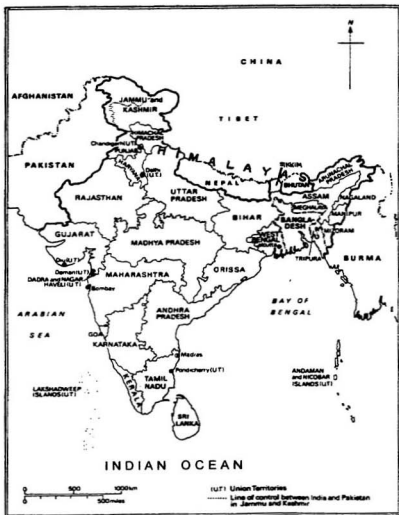 N
CHINA
AFGHANISTAN
JAMMU and
KASHMIR
TIBET
HIMACHAL
PRADESH
Chandigarh(U.T)
PUNJAB
HIMALAYAS
PAKISTAN
HARYANA
Delhi
(U.T)
SIKKIM
ARUNACHAL
PRADESH
NEPAL
BHUTAN
RAJASTHAN
UTTAR
PRADESH
ASSAM
NAGALAND
MEGHALAYA
BIHAR
MANIPUR
BANGLA-
DESH
GUJARAT
MADHYA PRADESH
WEST
BENGAL
MIZORAM
TRIPURA
BURMA
Diu(UT)
Daman(UT)
DADRA and NAGAR
HAVELI(UT)
MAHARASHTRA
ORISSA
Bombay
ARABIAN
SEA
ANDHRA
PRADESH
BAY OF
BENGAL
GOA
KARNATAKA
Madras
Pondicherry(UT)
ANDAMAN
and NICOBAR
ISLANDS(UT)
LAKSHADWEEP
ISLANDS(UT)
KERALA
TAMIL
NADU
SRI
LANKA
INDIAN OCEAN
0 500 1000km
0 500miles
(U.T) Union Territories
Line of control between India and Pakistan
in Jammu and Kashmir